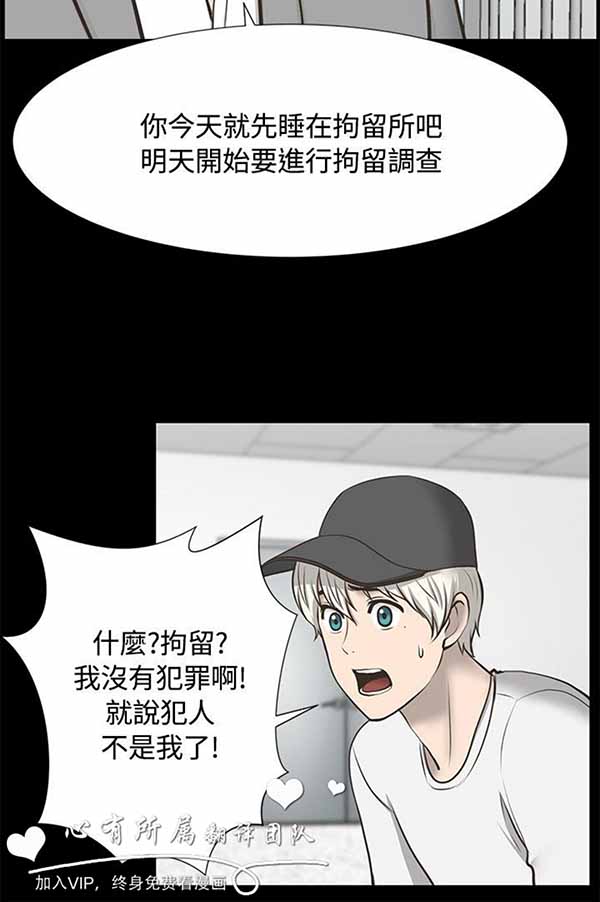 你今天就先睡在拘留所吧
明天開始要進行拘留調查
什麼?拘留?
我沒有犯罪啊!
就說犯人
不是我了!
心有所属翻译团队
加入VIP，终身免费看漫画